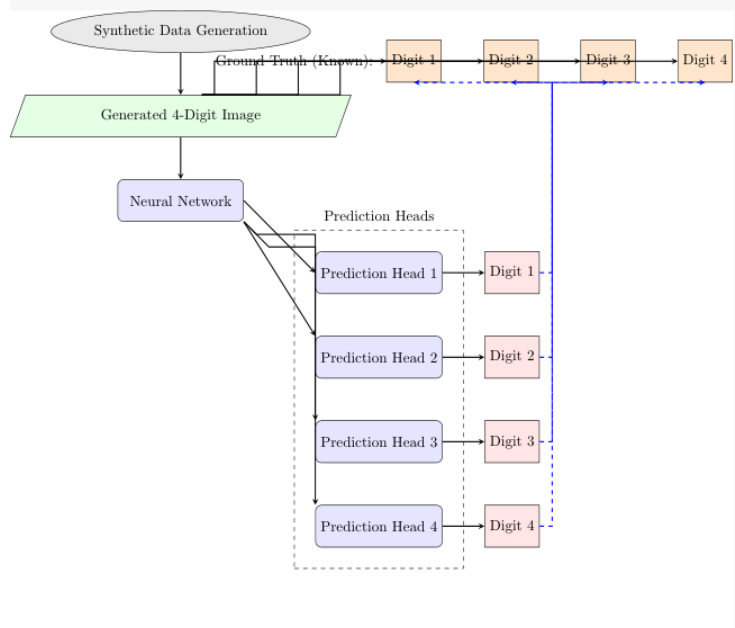 Synthetic Data Generation
Ground Truth (Known):
Digit 1
Digit 2
Digit 3
Digit 4
Generated 4-Digit Image
Neural Network
Prediction Heads
Prediction Head 1
Digit 1
Prediction Head 2
Digit 2
Prediction Head 3
Digit 3
Prediction Head 4
Digit 4